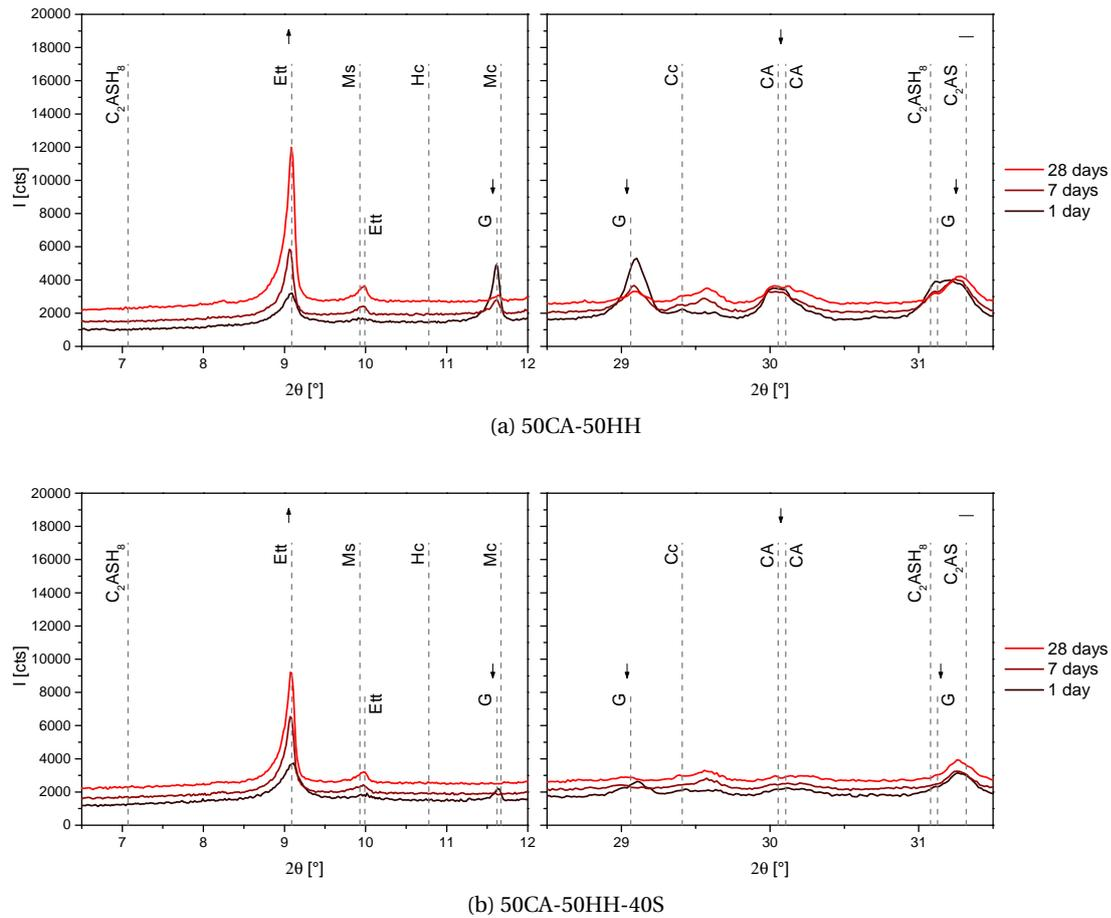 20000
18000
16000
14000
12000
10000
8000
6000
4000
2000
0
I [cts]
C₂ASH₈
Ett
Ms
Ett
Hc
Mc
G
7
8
9
10
11
12
2θ [°]
G
Cc
CA
CA
C₂ASH₈
C₂AS
G
29
30
31
2θ [°]
28 days
7 days
1 day
(a) 50CA-50HH
20000
18000
16000
14000
12000
10000
8000
6000
4000
2000
0
I [cts]
C₂ASH₈
Ett
Ms
Ett
Hc
Mc
G
7
8
9
10
11
12
2θ [°]
G
Cc
CA
CA
C₂ASH₈
C₂AS
G
29
30
31
2θ [°]
28 days
7 days
1 day
(b) 50CA-50HH-40S